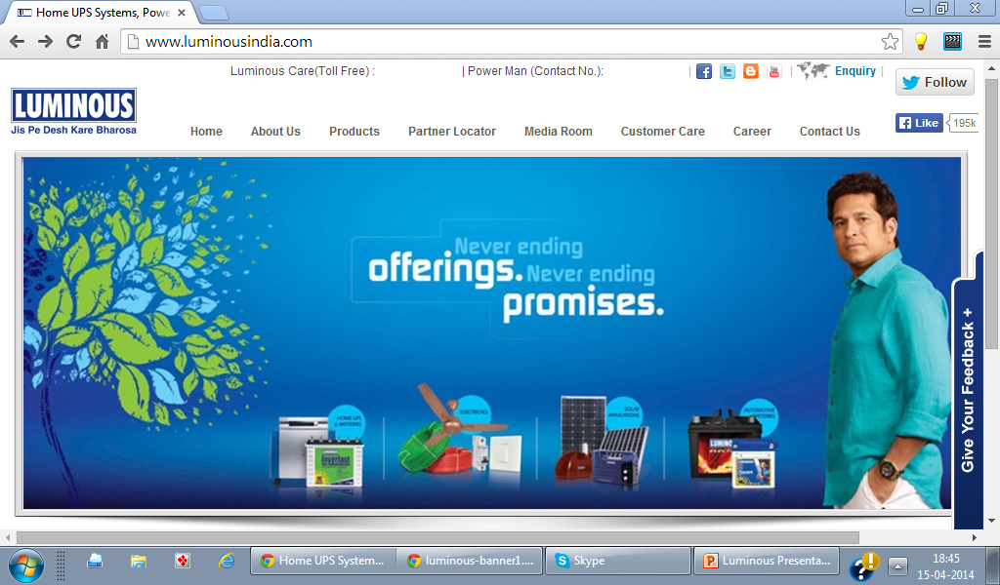 Home UPS Systems, Powe
www.luminousindia.com
Luminous Care(Toll Free) : | Power Man (Contact No.): | | Enquiry |
Follow
LUMINOUS
Jis Pe Desh Kare Bharosa
Like 195k
Home About Us Products Partner Locator Media Room Customer Care Career Contact Us
Never ending
offerings. Never ending
promises.
HOME UPS
& BATTERIES
ELECTRICALS
SOLAR
APPLICATIONS
AUTOMOTIVE
BATTERIES
LUMINOUS
Give Your Feedback +
Home UPS System... luminous-banner1.... Skype Luminous Presenta...
18:45
15-04-2014